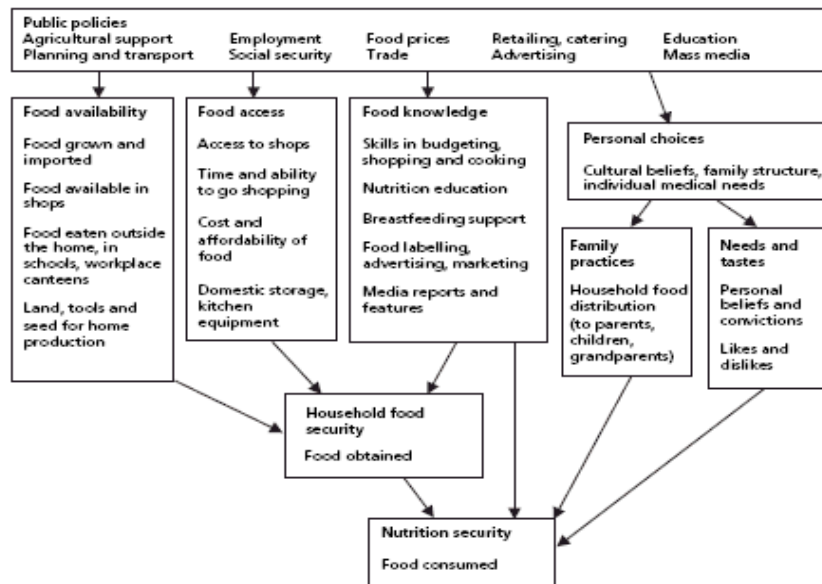 Public policies
Agricultural support Employment Food prices Retailing, catering Education
Planning and transport Social security Trade Advertising Mass media
Food availability
Food grown and
imported
Food available in
shops
Food eaten outside
the home, in
schools, workplace
canteens
Land, tools and
seed for home
production
Food access
Access to shops
Time and ability
to go shopping
Cost and
affordability of
food
Domestic storage,
kitchen
equipment
Food knowledge
Skills in budgeting,
shopping and cooking
Nutrition education
Breastfeeding support
Food labelling,
advertising, marketing
Media reports and
features
Personal choices
Cultural beliefs, family structure,
individual medical needs
Family
practices
Household food
distribution
(to parents,
children,
grandparents)
Needs and
tastes
Personal
beliefs and
convictions
Likes and
dislikes
Household food
security
Food obtained
Nutrition security
Food consumed